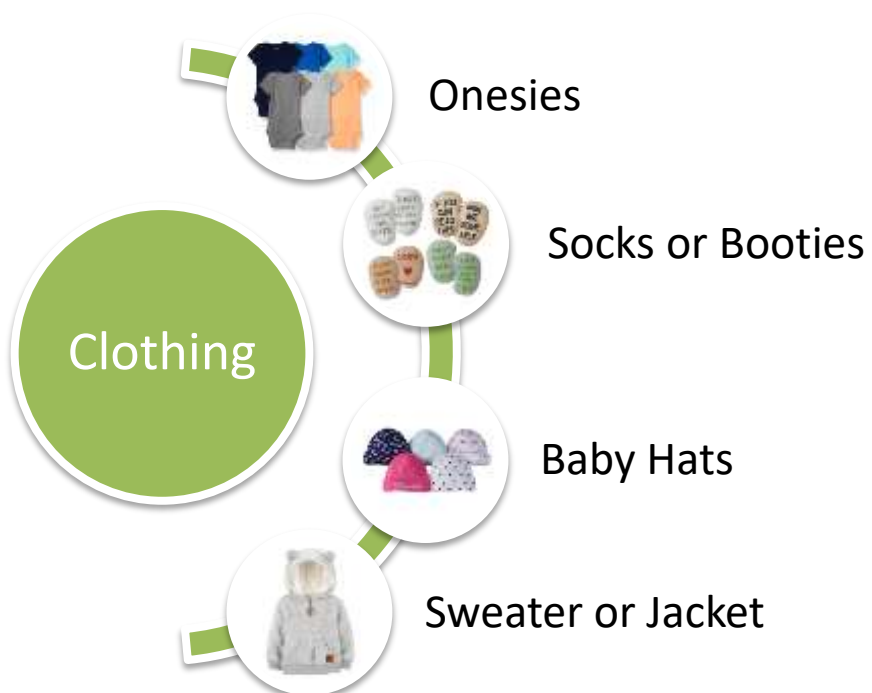 Onesies
Socks or Booties
Clothing
Baby Hats
Sweater or Jacket